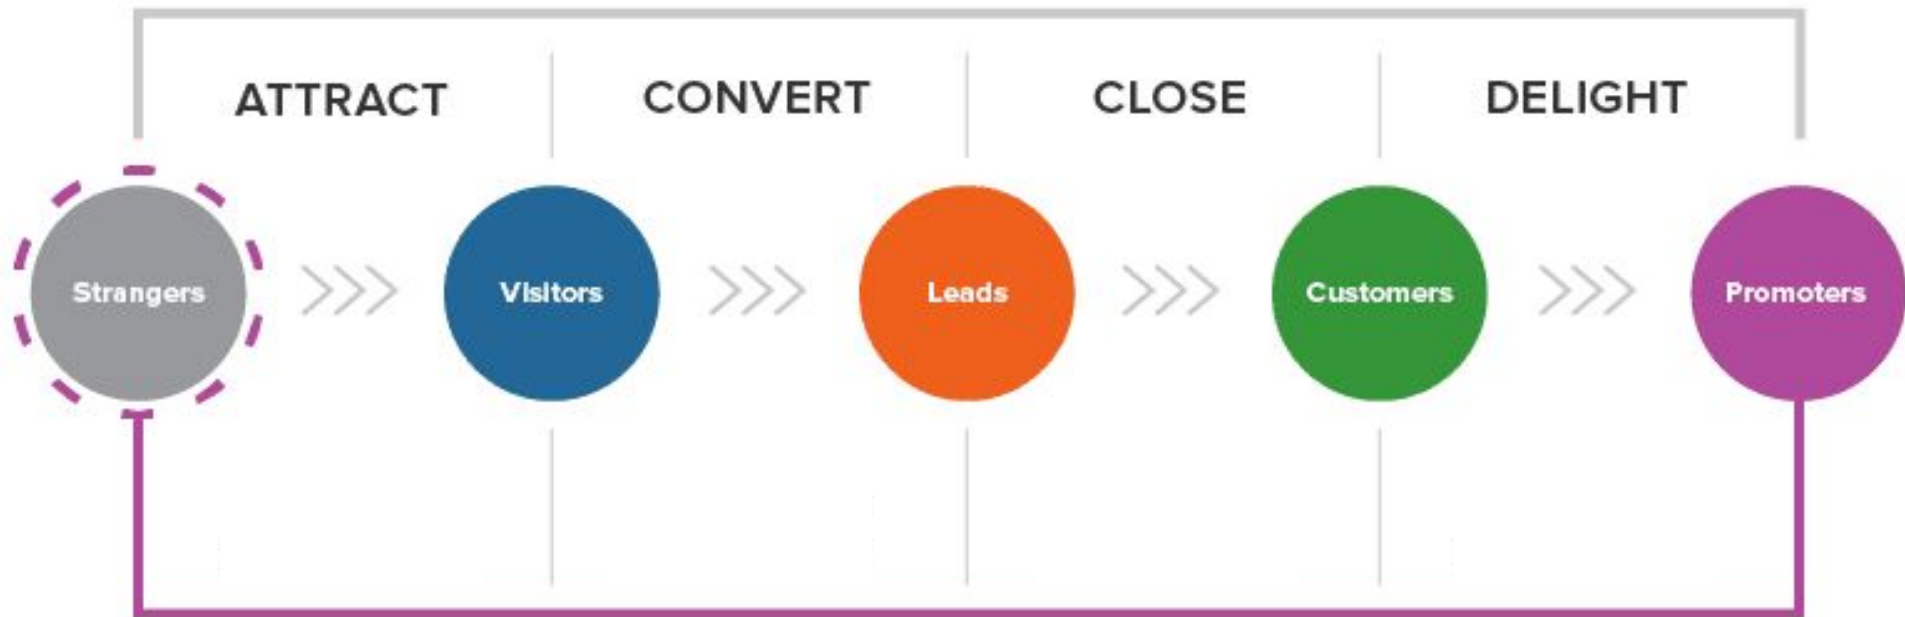 ATTRACT
CONVERT
CLOSE
DELIGHT
Strangers
Visitors
Leads
Customers
Promoters